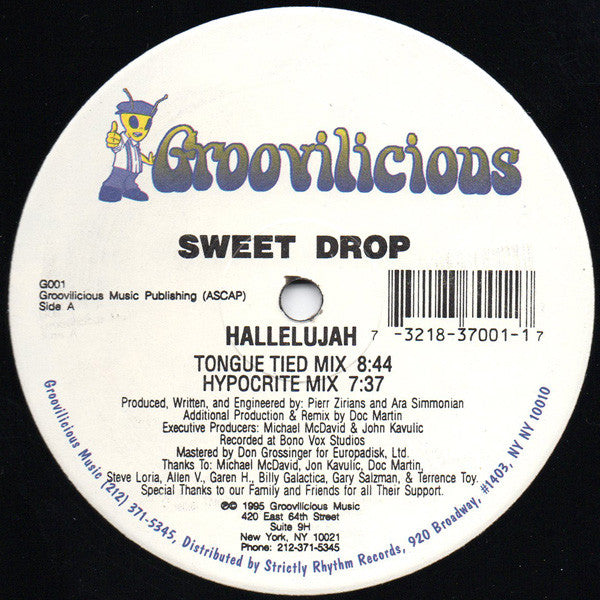 Groovilicious
SWEET DROP
G001
Groovilicious Music Publishing (ASCAP)
Side A
7 -3218-37001-1 7
HALLELUJAH
TONGUE TIED MIX 8:44
HYPOCRITE MIX 7:37
Produced, Written, and Engineered by: Pierr Zirians and Ara Simmonian
Additional Production & Remix by Doc Martin
Executive Producers: Michael McDavid & John Kavulic
Recorded at Bono Vox Studios
Mastered by Don Grossinger for Europadisk, Ltd.
Thanks To: Michael McDavid, Jon Kavulic, Doc Martin,
Steve Loria, Allen V., Garen H., Billy Galactica, Gary Salzman, & Terrence Toy.
Special Thanks to our Family and Friends for all Their Support.
℗© 1995 Groovilicious Music
420 East 64th Street
Suite 9H
New York, NY 10021
Phone: 212-371-5345
Groovilicious Music (212) 371-5345, Distributed by Strictly Rhythm Records, 920 Broadway, #1403, NY NY 10010